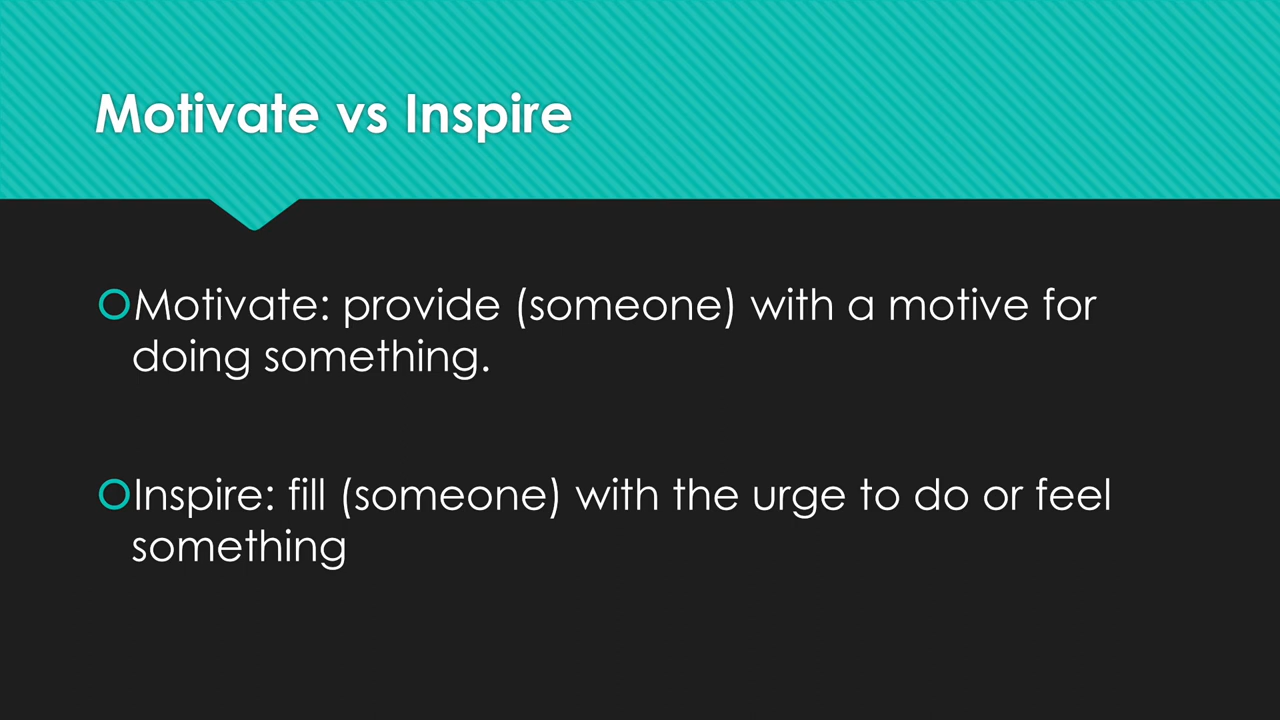 Motivate vs Inspire
Motivate: provide (someone) with a motive for
doing something.
Inspire: fill (someone) with the urge to do or feel
something